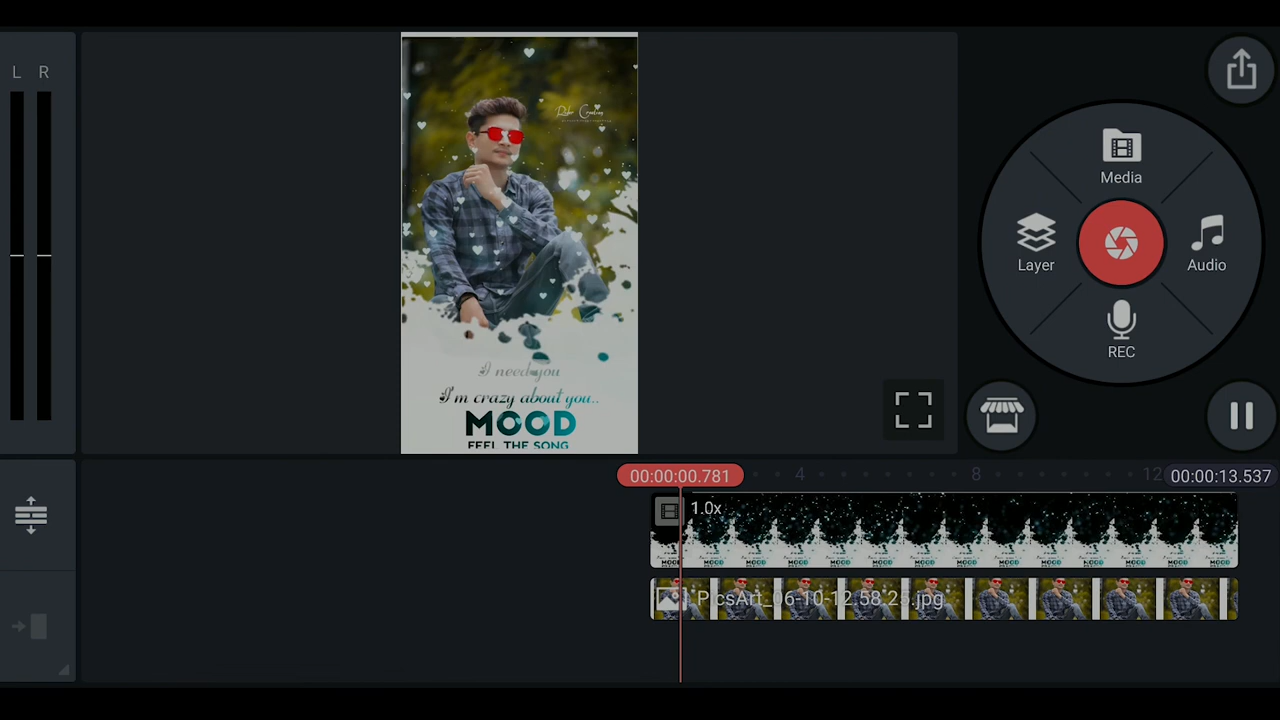 L R
Media
Layer
Audio
REC
I need you
I'm crazy about you..
MOOD
FEEL THE SONG
00:00:00.781
4
8
12
00:00:13.537
1.0x
PicsArt_06-10-12.58.25.jpg